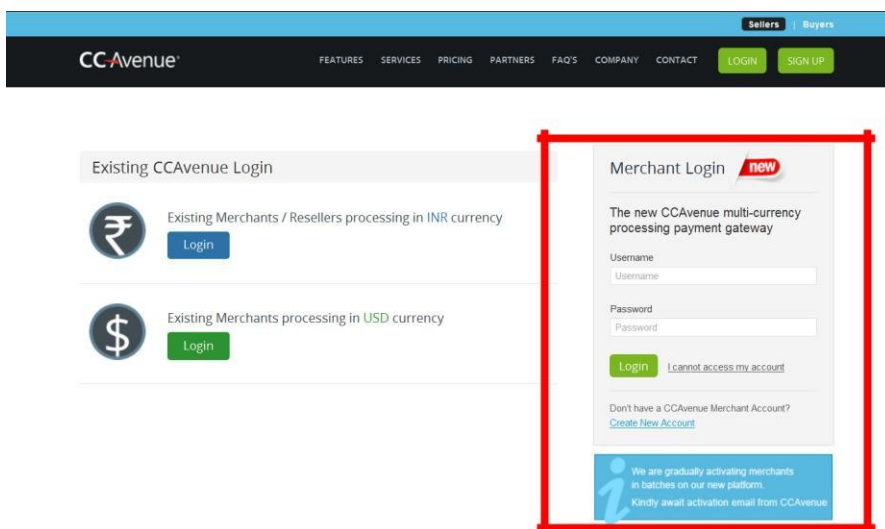 Sellers | Buyers
CCAvenue
FEATURES SERVICES PRICING PARTNERS FAQ'S COMPANY CONTACT LOGIN SIGN UP
Existing CCAvenue Login
Existing Merchants / Resellers processing in INR currency
Login
Existing Merchants processing in USD currency
Login
Merchant Login new
The new CCAvenue multi-currency
processing payment gateway
Username
Username
Password
Password
Login I cannot access my account
Don't have a CCAvenue Merchant Account?
Create New Account
We are gradually activating merchants
in batches on our new platform.
Kindly await activation email from CCAvenue